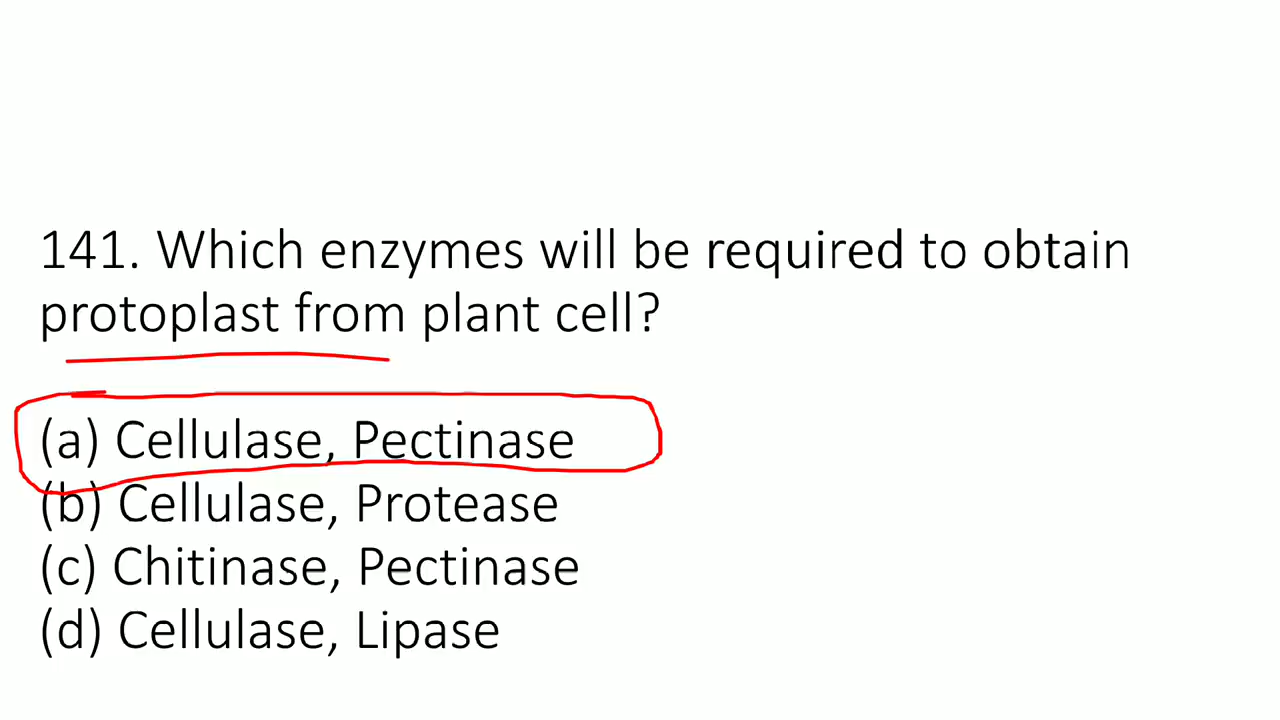 141. Which enzymes will be required to obtain
protoplast from plant cell?
(a) Cellulase, Pectinase
(b) Cellulase, Protease
(c) Chitinase, Pectinase
(d) Cellulase, Lipase